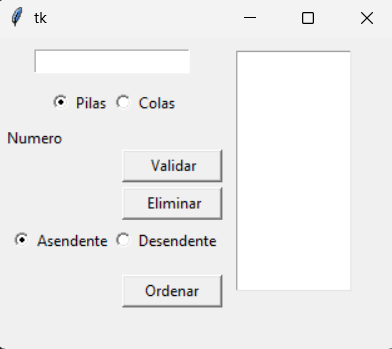 tk
Pilas Colas
Numero
Validar
Eliminar
Asendente Desendente
Ordenar